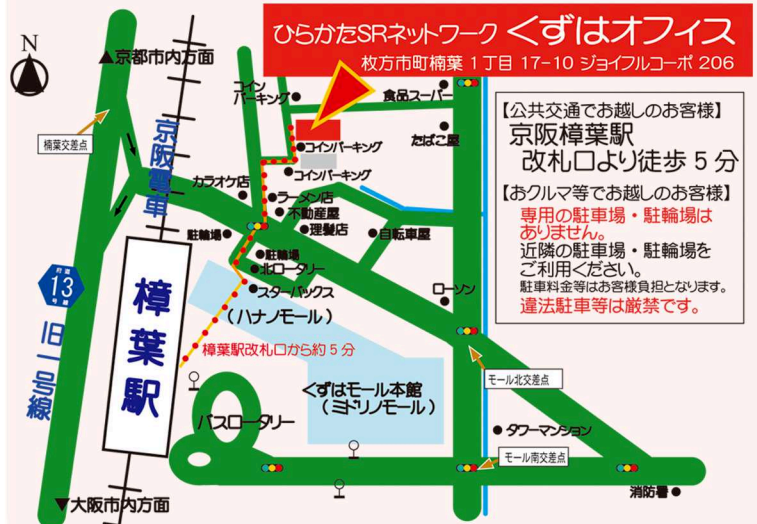 ひらかたSRネットワーク くずはオフィス
枚方市町楠葉1丁目 17-10 ジョイフルコーポ 206
N
▲京都市内方面
コイン
パーキング
食品スーパー
楠葉交差点
京阪電車
コインパーキング
たばこ屋
コインパーキング
カラオケ店
ラーメン店
不動産屋
理髪店
駐輪場
自転車屋
駐輪場
北ロータリー
スターバックス
(ハナノモール)
ローソン
府道
13
号線
旧一号線
樟葉駅
樟葉駅改札口から約5分
くずはモール本館
(ミドリノモール)
モール北交差点
バスロータリー
タワーマンション
モール南交差点
消防署
▼大阪市内方面
【公共交通でお越しのお客様】
京阪樟葉駅
改札口より徒歩5分
【おクルマ等でお越しのお客様】
専用の駐車場・駐輪場は
ありません。
近隣の駐車場・駐輪場を
ご利用ください。
駐車料金等はお客様負担となります。
違法駐車等は厳禁です。